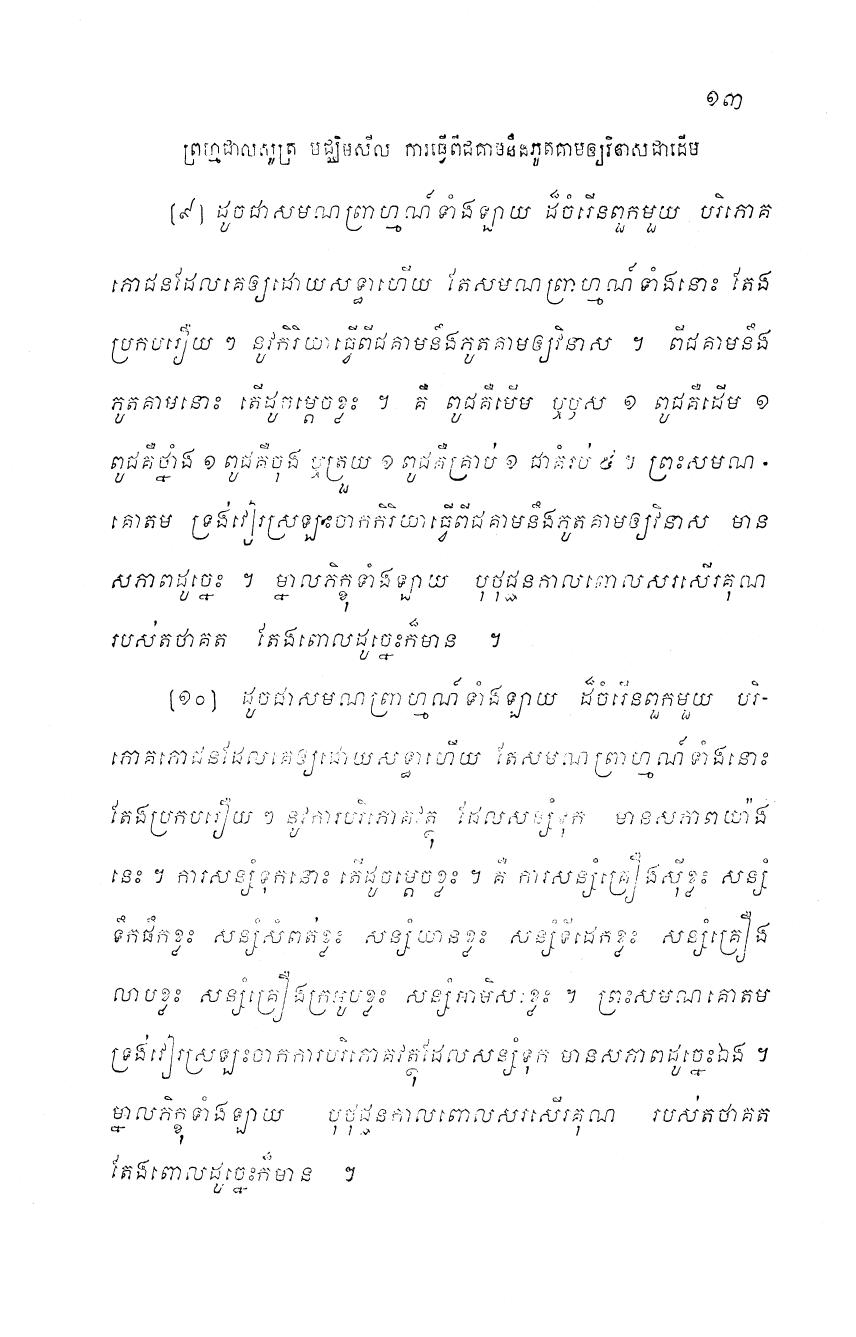 ១៣
ព្រហ្មជាលសូត្រ មជ្ឈិមសីល ការធ្វើពីជគាមនឹងភូតគាមឲ្យវិនាសជាដើម
[៩] ដូចជាសមណព្រាហ្មណ៍ទាំងឡាយ ដ៏ចំរើនពួកមួយ បរិភោគ
ភោជនដែលគេឲ្យដោយសទ្ធាហើយ តែសមណព្រាហ្មណ៍ទាំងនោះ តែង
ប្រកបរឿយ ៗ នូវកិរិយាធ្វើពីជគាមនឹងភូតគាមឲ្យវិនាស ។ ពីជគាមនឹង
ភូតគាមនោះ តើដូចម្តេចខ្លះ ។ គឺ ពូជគឺមើម ឬឫស ១ ពូជគឺដើម ១
ពូជគឺថ្នាំង ១ ពូជគឺចុង ឬត្រួយ ១ ពូជគឺគ្រាប់ ១ ជាគំរប់ ៥ ។ ព្រះសមណ
គោតម ទ្រង់វៀរស្រឡះចាកកិរិយាធ្វើពីជគាមនឹងភូតគាមឲ្យវិនាស មាន
សភាពដូច្នេះ ។ ម្នាលភិក្ខុទាំងឡាយ បុថុជ្ជនកាលពោលសរសើរគុណ
របស់តថាគត តែងពោលដូច្នេះក៏មាន ។
[១០] ដូចជាសមណព្រាហ្មណ៍ទាំងឡាយ ដ៏ចំរើនពួកមួយ បរិ-
ភោគភោជនដែលគេឲ្យដោយសទ្ធាហើយ តែសមណព្រាហ្មណ៍ទាំងនោះ
តែងប្រកបរឿយ ៗ នូវការបរិភោគវត្ថុ ដែលសន្សំទុក មានសភាពយ៉ាង
នេះ ។ ការសន្សំទុកនោះ តើដូចម្តេចខ្លះ ។ គឺ ការសន្សំគ្រឿងស៊ីខ្លះ សន្សំ
ទឹកផឹកខ្លះ សន្សំសំពត់ខ្លះ សន្សំយានខ្លះ សន្សំទីដេកខ្លះ សន្សំគ្រឿង
លាបខ្លះ សន្សំគ្រឿងក្រអូបខ្លះ សន្សំអាមិសៈខ្លះ ។ ព្រះសមណគោតម
ទ្រង់វៀរស្រឡះចាកការបរិភោគវត្ថុដែលសន្សំទុក មានសភាពដូច្នេះឯង ។
ម្នាលភិក្ខុទាំងឡាយ បុថុជ្ជនកាលពោលសរសើរគុណ របស់តថាគត
តែងពោលដូច្នេះក៏មាន ។